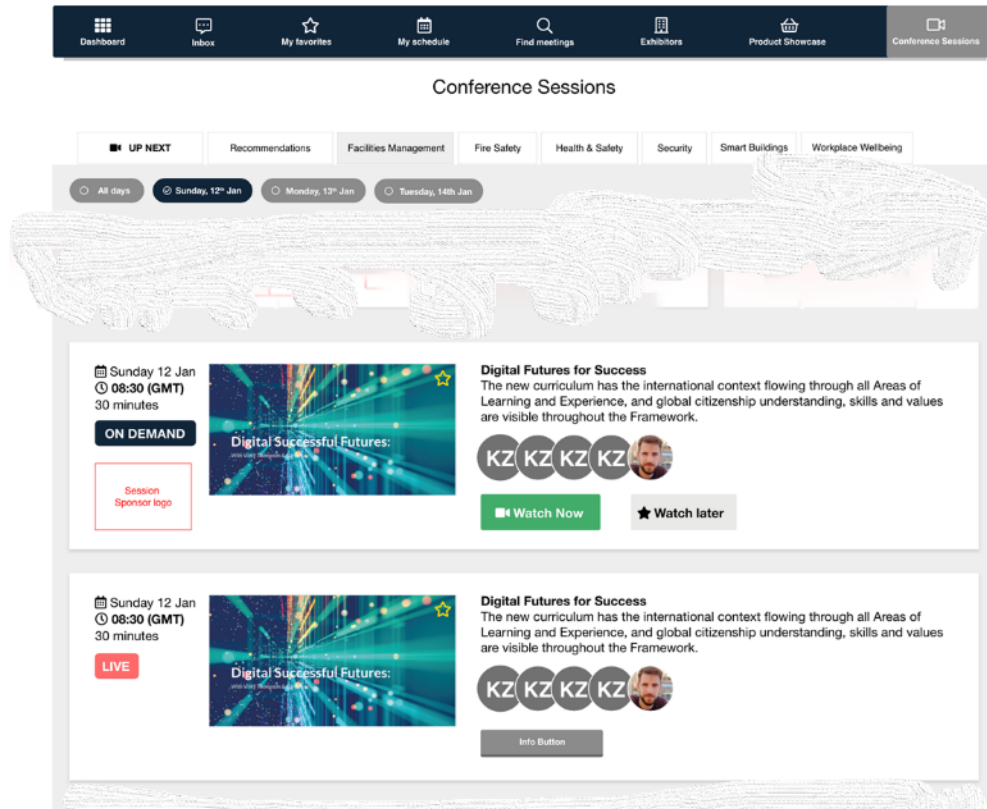 Dashboard
Inbox
My favorites
My schedule
Find meetings
Exhibitors
Product Showcase
Conference Sessions
Conference Sessions
UP NEXT
Recommendations
Facilities Management
Fire Safety
Health & Safety
Security
Smart Buildings
Workplace Wellbeing
All days
Sunday, 12th Jan
Monday, 13th Jan
Tuesday, 14th Jan
Sunday 12 Jan
08:30 (GMT)
30 minutes
ON DEMAND
Session
Sponsor logo
Digital Successful Futures:
Digital Futures for Success
The new curriculum has the international context flowing through all Areas of
Learning and Experience, and global citizenship understanding, skills and values
are visible throughout the Framework.
KZ KZ KZ KZ
Watch Now
Watch later
Sunday 12 Jan
08:30 (GMT)
30 minutes
LIVE
Digital Successful Futures:
Digital Futures for Success
The new curriculum has the international context flowing through all Areas of
Learning and Experience, and global citizenship understanding, skills and values
are visible throughout the Framework.
KZ KZ KZ KZ
Info Button